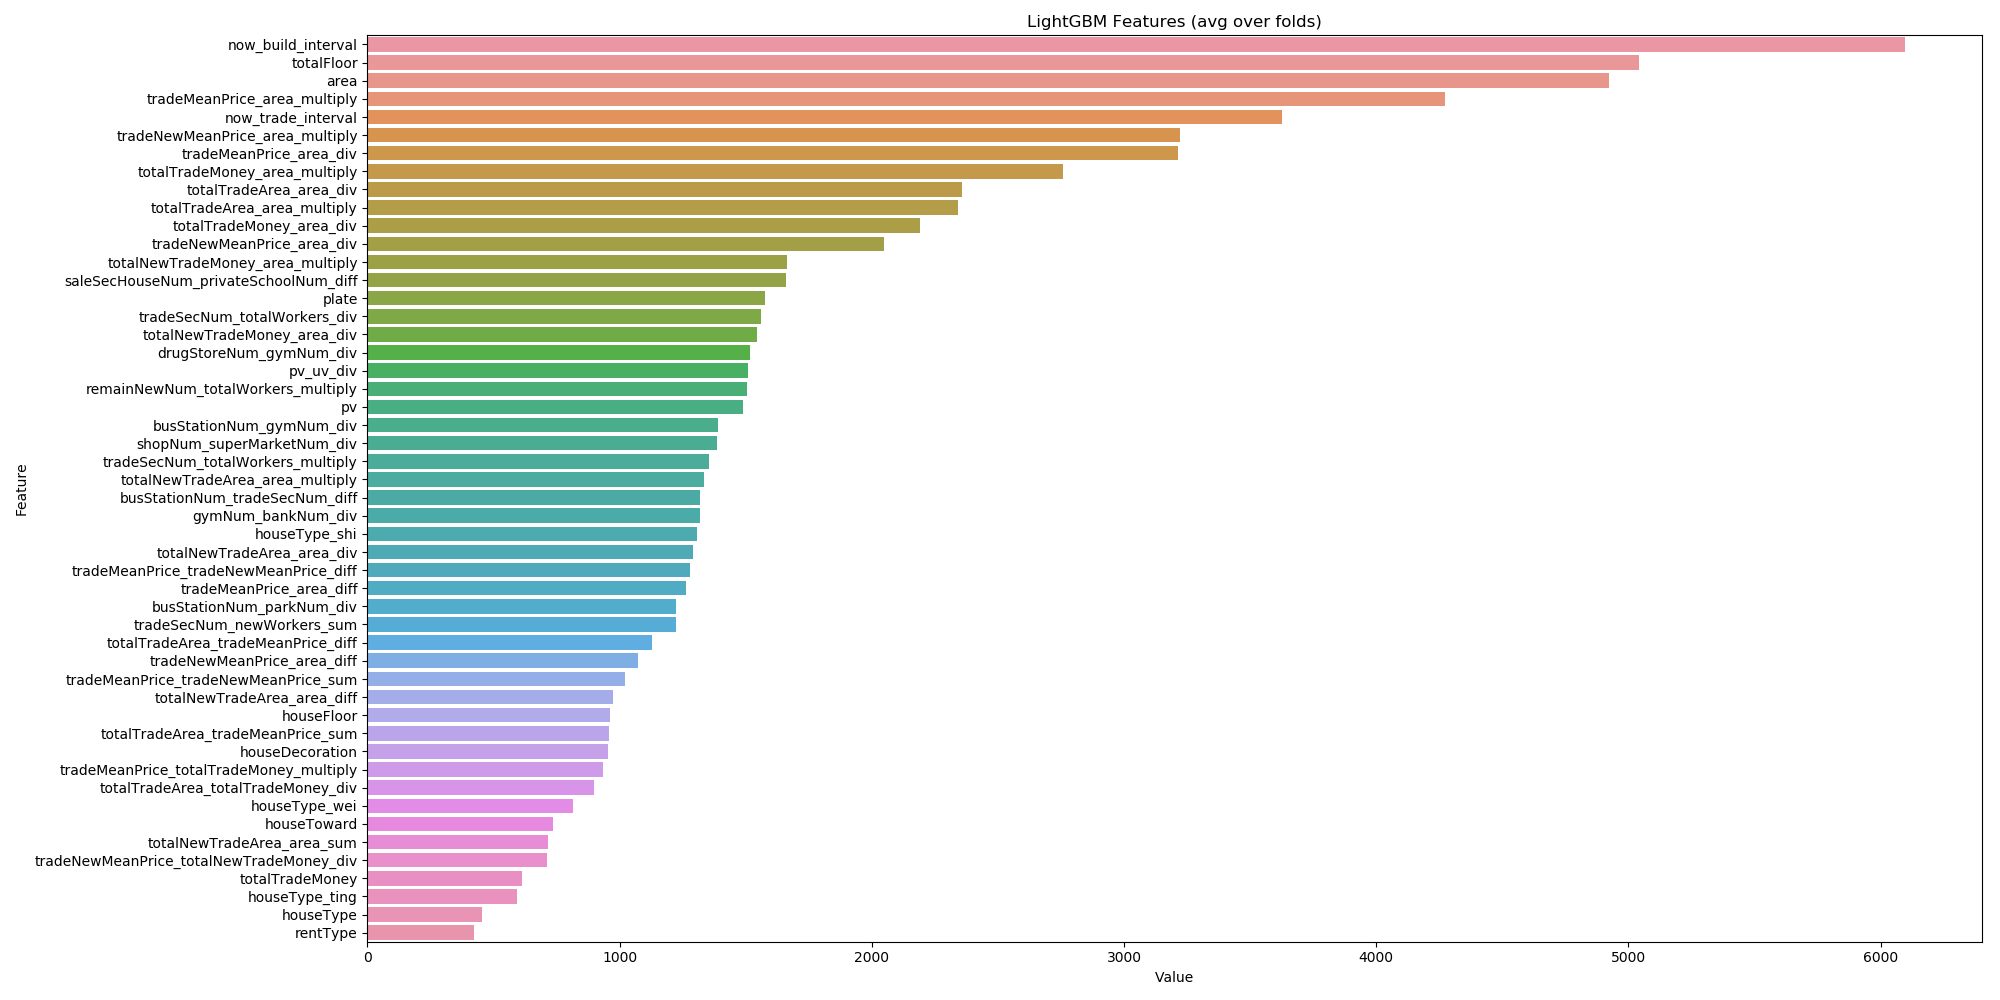 LightGBM Features (avg over folds)
now_build_interval
totalFloor
area
tradeMeanPrice_area_multiply
now_trade_interval
tradeNewMeanPrice_area_multiply
tradeMeanPrice_area_div
totalTradeMoney_area_multiply
totalTradeArea_area_div
totalTradeArea_area_multiply
totalTradeMoney_area_div
tradeNewMeanPrice_area_div
totalNewTradeMoney_area_multiply
saleSecHouseNum_privateSchoolNum_diff
plate
tradeSecNum_totalWorkers_div
totalNewTradeMoney_area_div
drugStoreNum_gymNum_div
pv_uv_div
remainNewNum_totalWorkers_multiply
pv
busStationNum_gymNum_div
shopNum_superMarketNum_div
tradeSecNum_totalWorkers_multiply
totalNewTradeArea_area_multiply
busStationNum_tradeSecNum_diff
gymNum_bankNum_div
houseType_shi
totalNewTradeArea_area_div
tradeMeanPrice_tradeNewMeanPrice_diff
tradeMeanPrice_area_diff
busStationNum_parkNum_div
tradeSecNum_newWorkers_sum
totalTradeArea_tradeMeanPrice_diff
tradeNewMeanPrice_area_diff
tradeMeanPrice_tradeNewMeanPrice_sum
totalNewTradeArea_area_diff
houseFloor
totalTradeArea_tradeMeanPrice_sum
houseDecoration
tradeMeanPrice_totalTradeMoney_multiply
totalTradeArea_totalTradeMoney_div
houseType_wei
houseToward
totalNewTradeArea_area_sum
tradeNewMeanPrice_totalNewTradeMoney_div
totalTradeMoney
houseType_ting
houseType
rentType
Feature
0 1000 2000 3000 4000 5000 6000
Value